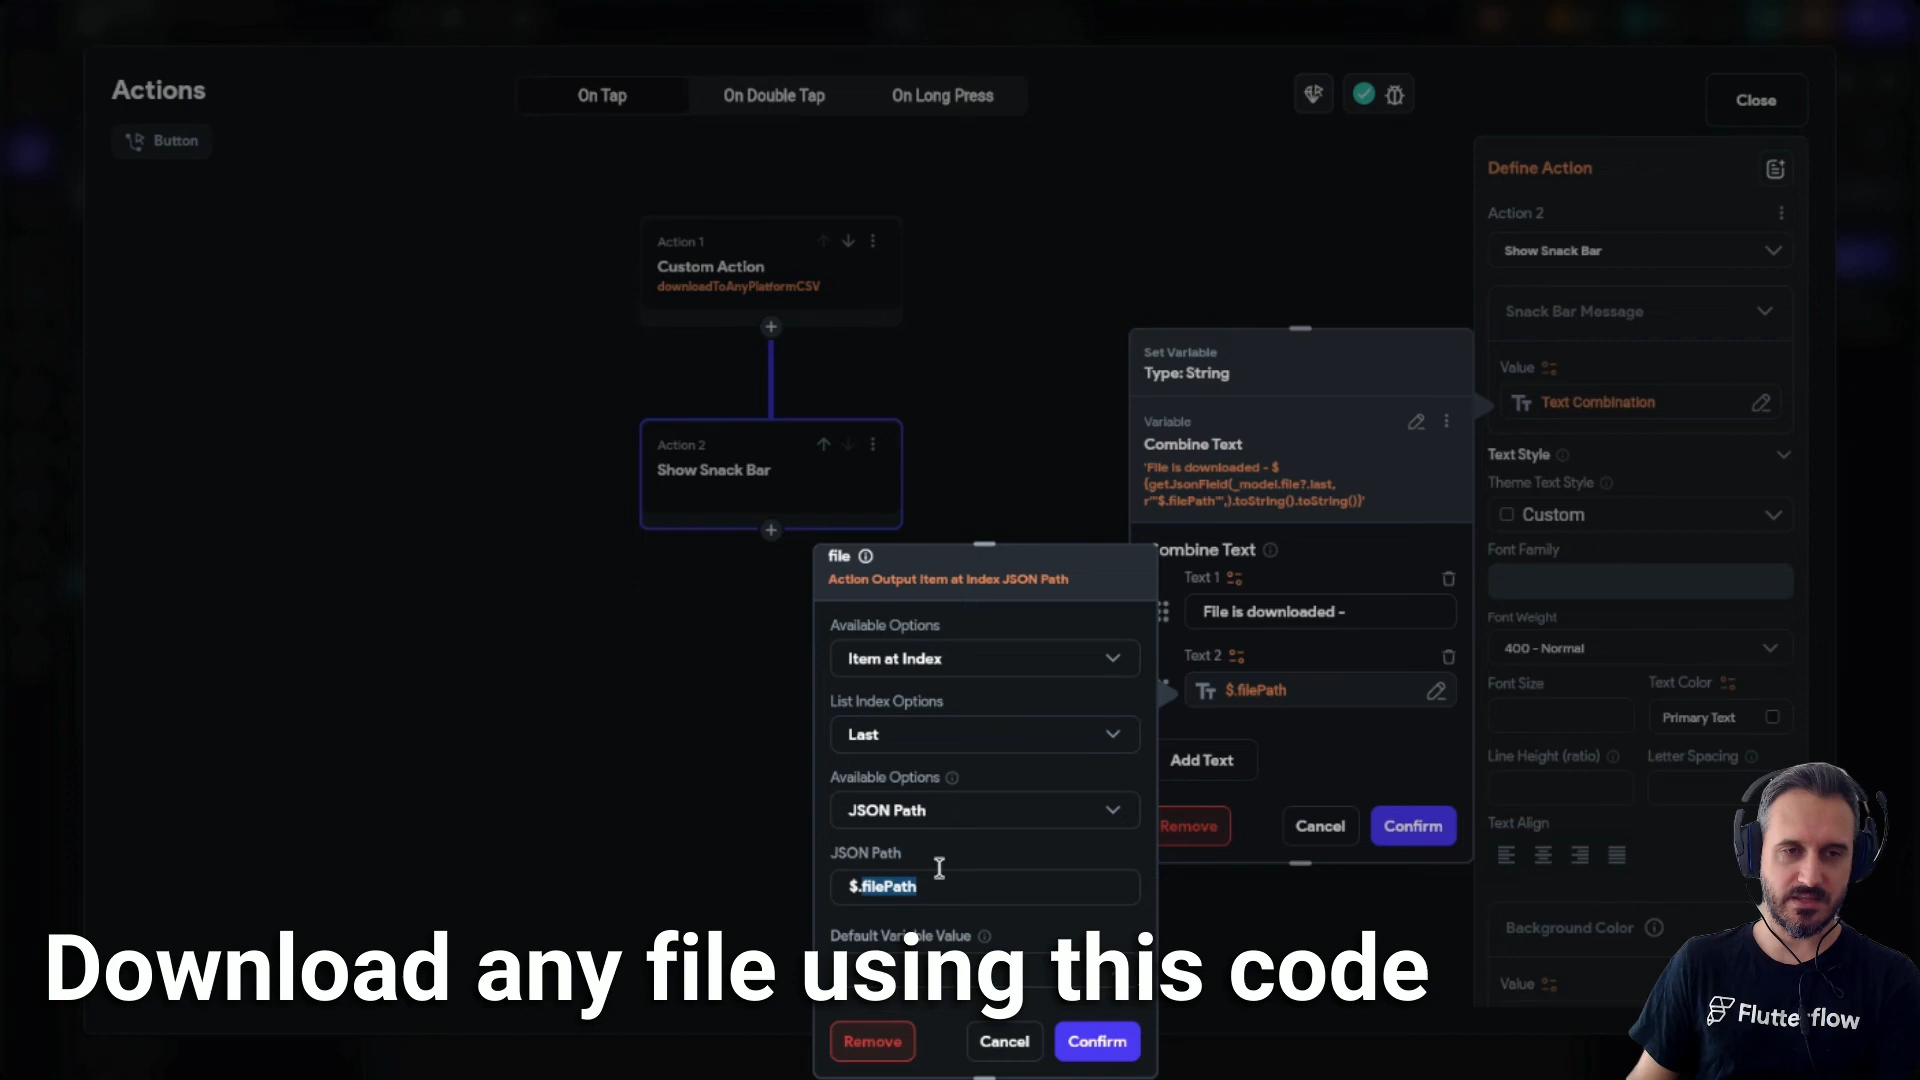 Actions
Button
On Tap
On Double Tap
On Long Press
Close
Action 1
Custom Action
downloadToAnyPlatformCSV
Action 2
Show Snack Bar
Set Variable
Type: String
Variable
Combine Text
'File is downloaded - $
{getJsonField(_model.file?.last,
r'''$.filePath''',).toString().toString()}'
Combine Text
Text 1
File is downloaded -
Text 2
$.filePath
Add Text
Remove
Cancel
Confirm
file
Action Output Item at Index JSON Path
Available Options
Item at Index
List Index Options
Last
Available Options
JSON Path
JSON Path
$.filePath
Default Variable Value
Remove
Cancel
Confirm
Define Action
Action 2
Show Snack Bar
Snack Bar Message
Value
Text Combination
Text Style
Theme Text Style
Custom
Font Family
Font Weight
400 - Normal
Font Size
Text Color
Primary Text
Line Height (ratio)
Letter Spacing
Text Align
Background Color
Value
Download any file using this code
Flutterflow